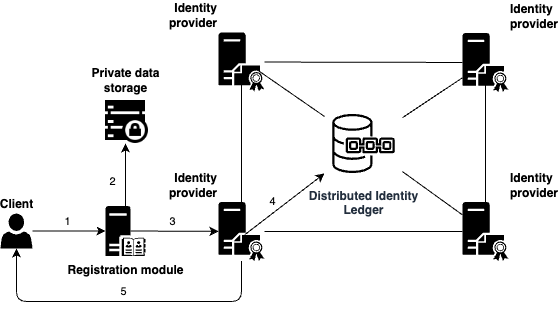 Identity
provider
Identity
provider
Private data
storage
2
Client
1
Registration module
3
Identity
provider
4
Distributed Identity
Ledger
Identity
provider
5